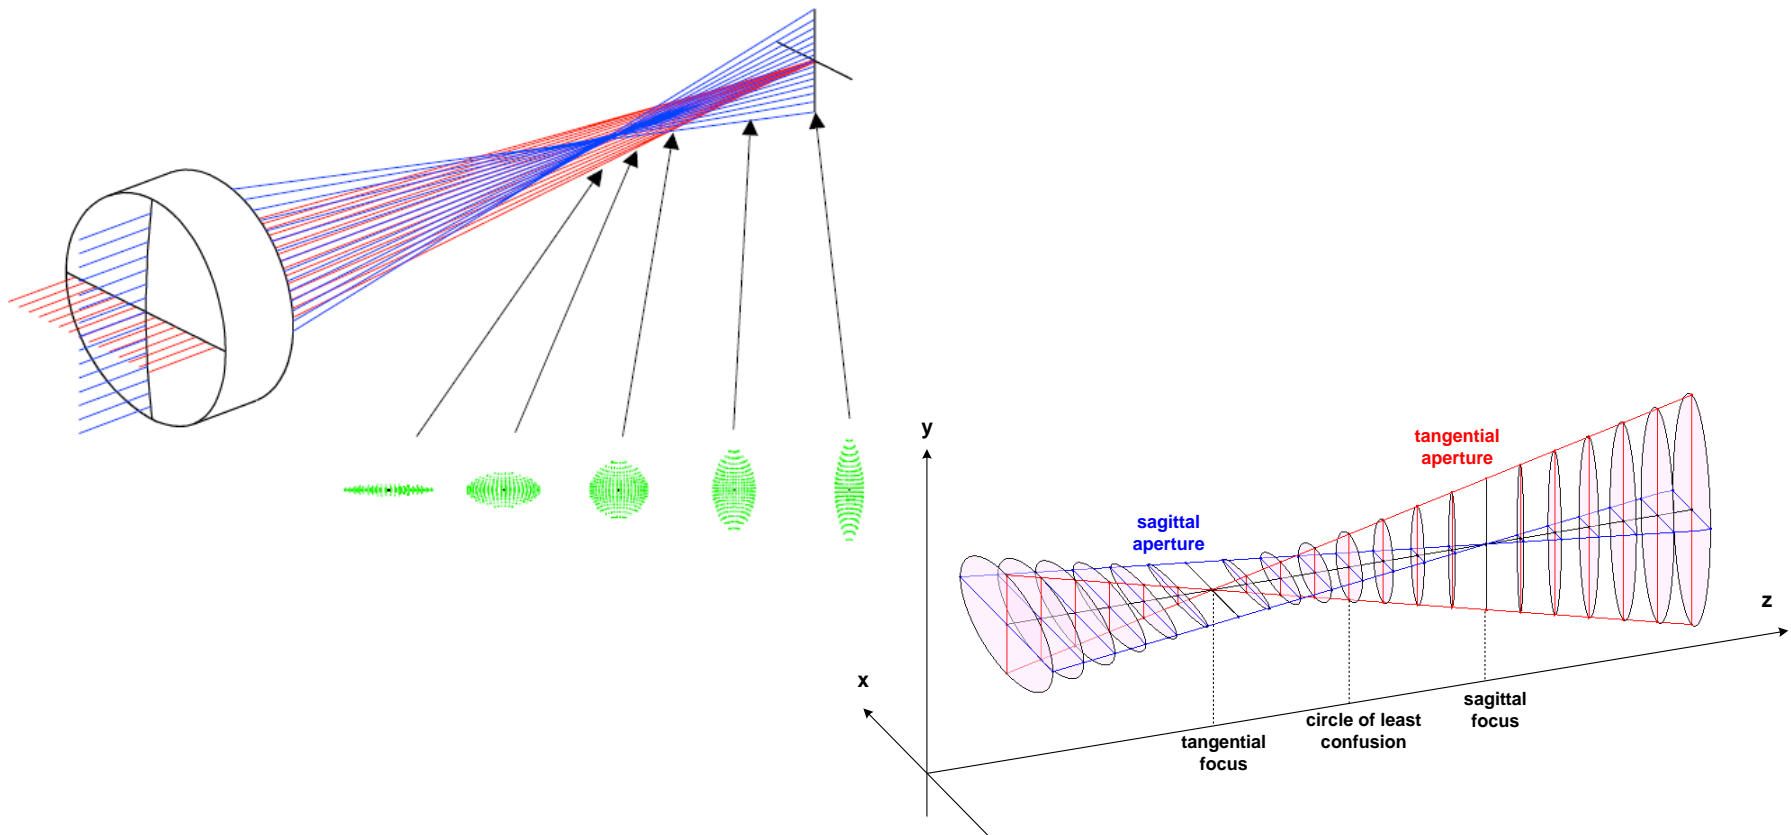 y
tangential
aperture
sagittal
aperture
z
x
sagittal
focus
circle of least
confusion
tangential
focus